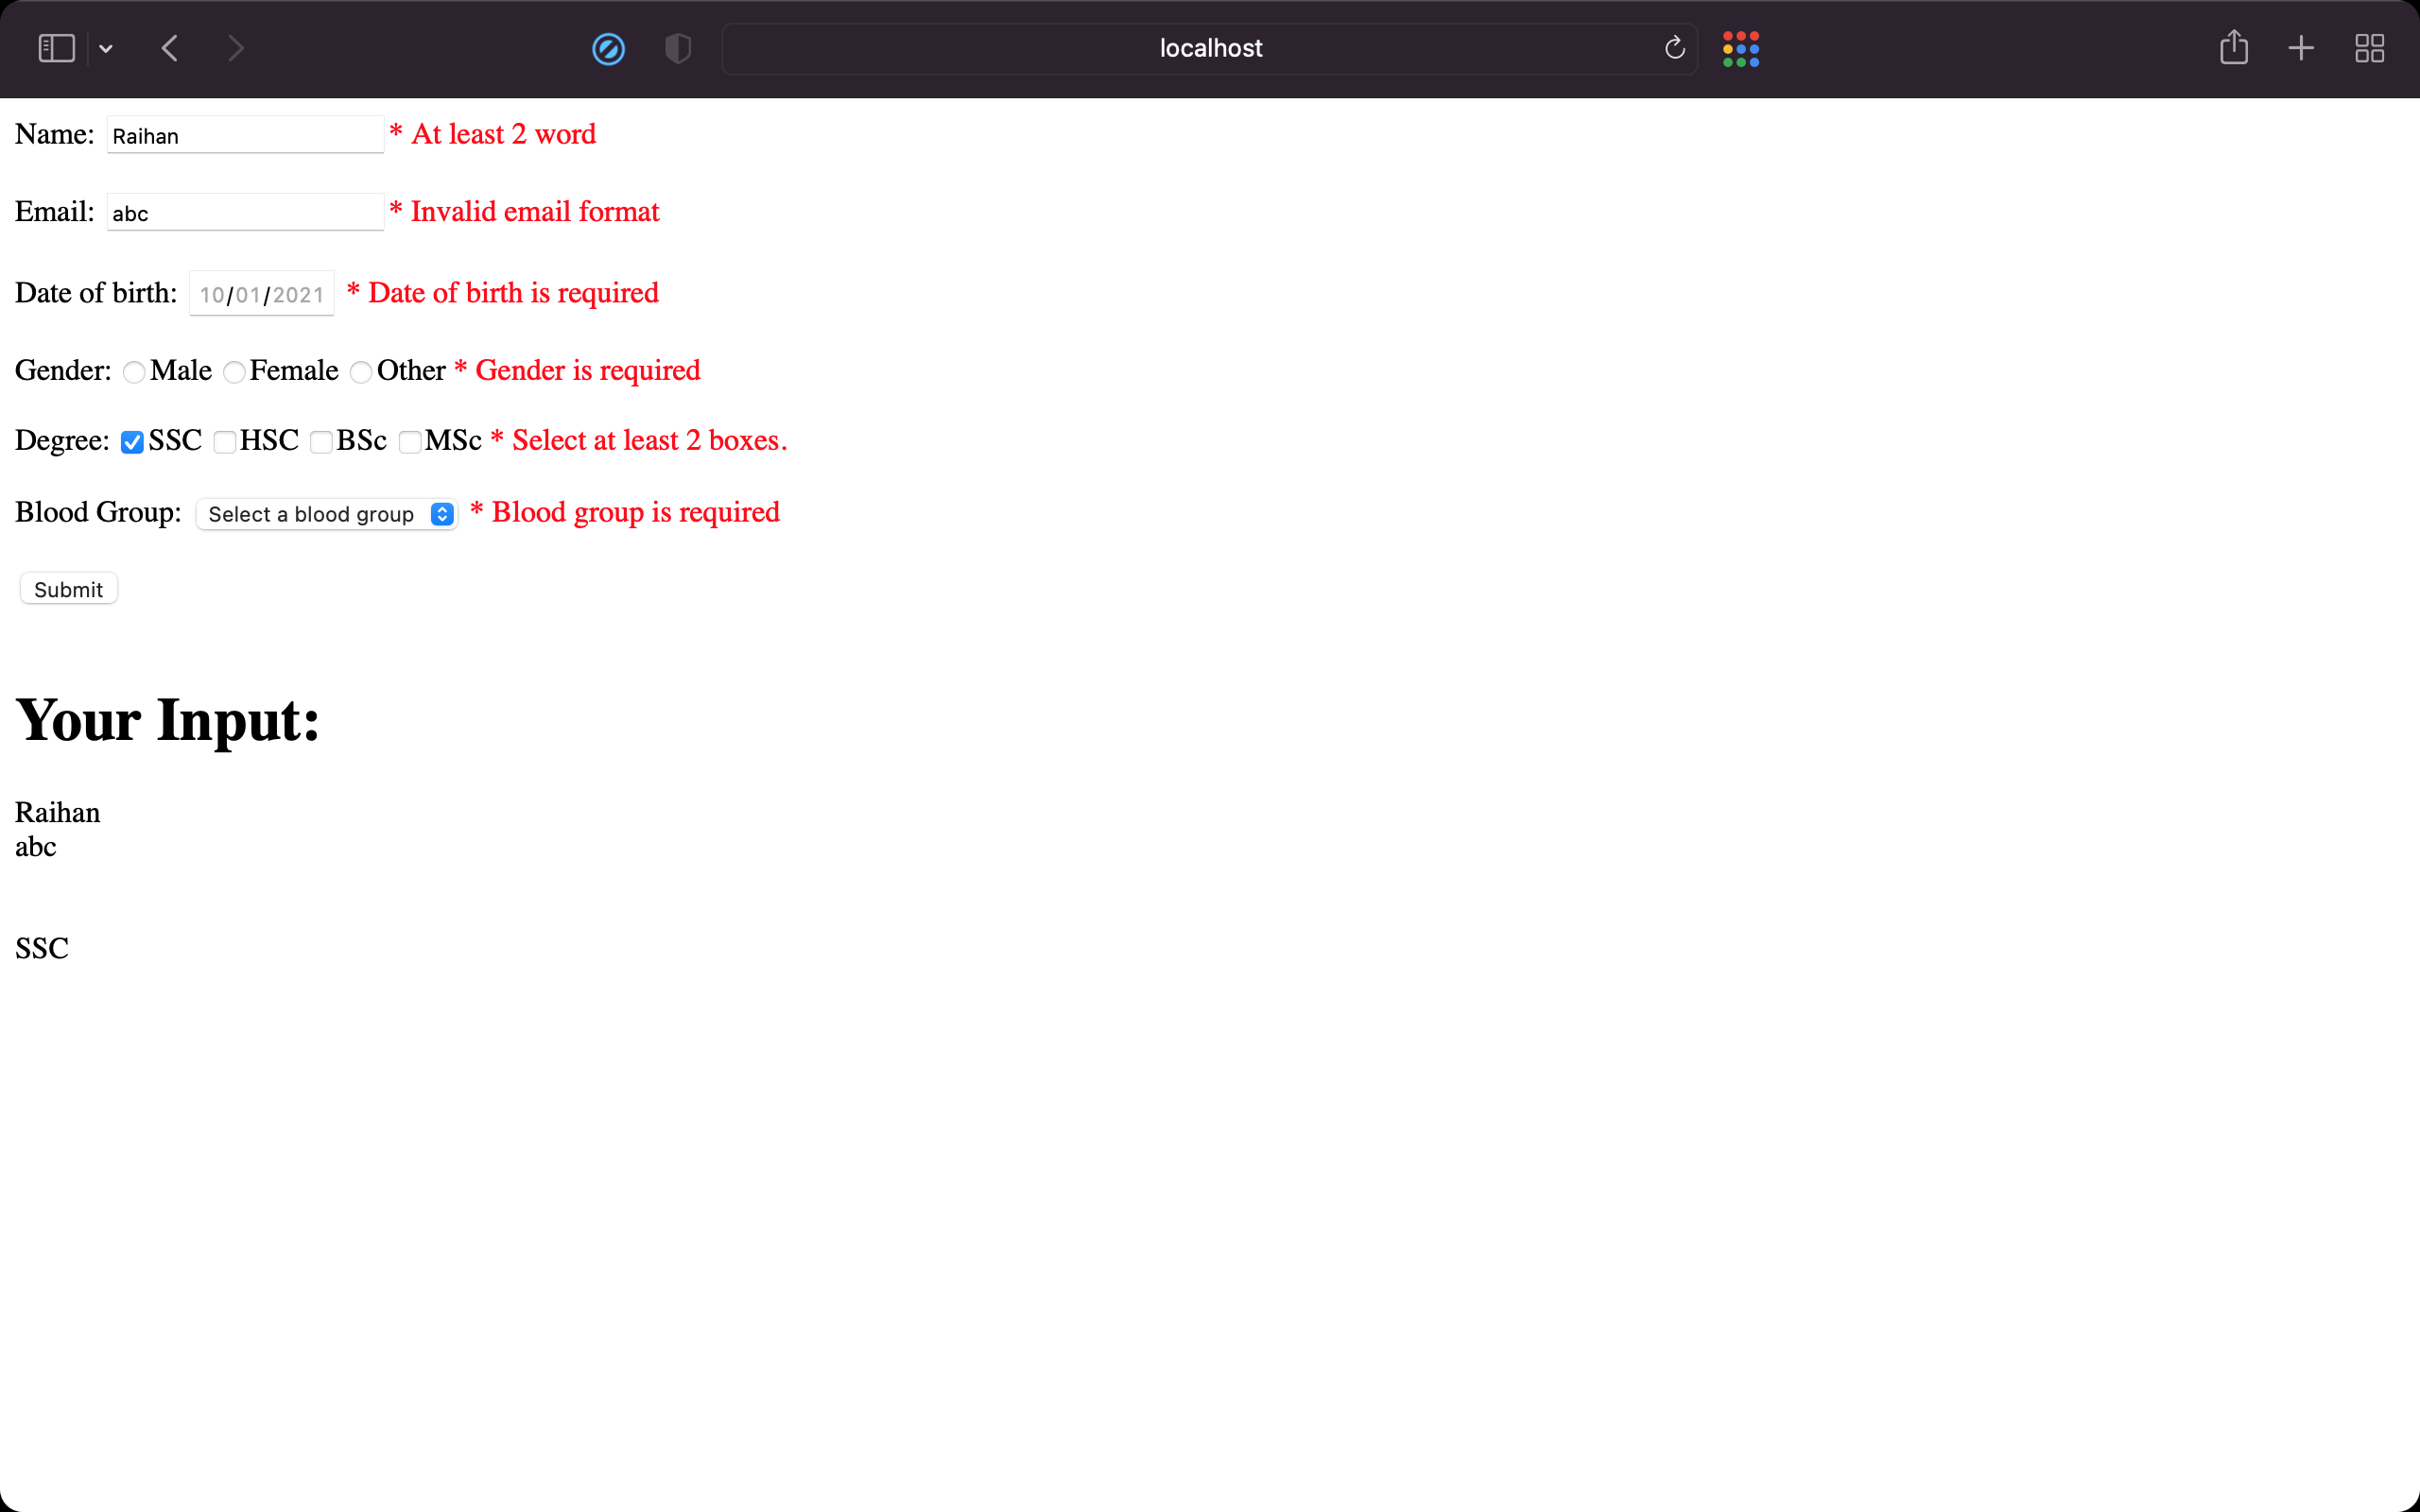 localhost
Name: Raihan * At least 2 word
Email: abc * Invalid email format
Date of birth: 10/01/2021 * Date of birth is required
Gender: Male Female Other * Gender is required
Degree: SSC HSC BSc MSc * Select at least 2 boxes.
Blood Group: Select a blood group * Blood group is required
Submit
Your Input:
Raihan
abc
SSC